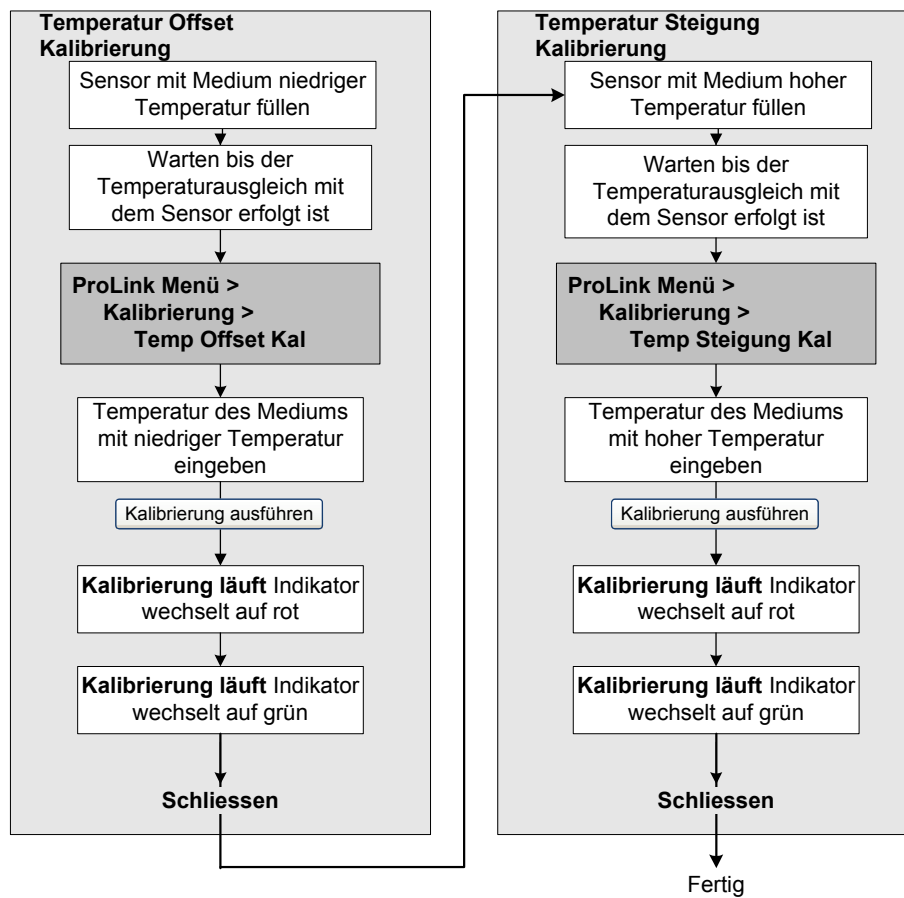 Temperatur Offset
Kalibrierung
Sensor mit Medium niedriger
Temperatur füllen
Warten bis der
Temperaturausgleich mit
dem Sensor erfolgt ist
ProLink Menü >
Kalibrierung >
Temp Offset Kal
Temperatur des Mediums
mit niedriger Temperatur
eingeben
Kalibrierung ausführen
Kalibrierung läuft Indikator
wechselt auf rot
Kalibrierung läuft Indikator
wechselt auf grün
Schliessen
Temperatur Steigung
Kalibrierung
Sensor mit Medium hoher
Temperatur füllen
Warten bis der
Temperaturausgleich mit
dem Sensor erfolgt ist
ProLink Menü >
Kalibrierung >
Temp Steigung Kal
Temperatur des Mediums
mit hoher Temperatur
eingeben
Kalibrierung ausführen
Kalibrierung läuft Indikator
wechselt auf rot
Kalibrierung läuft Indikator
wechselt auf grün
Schliessen
Fertig